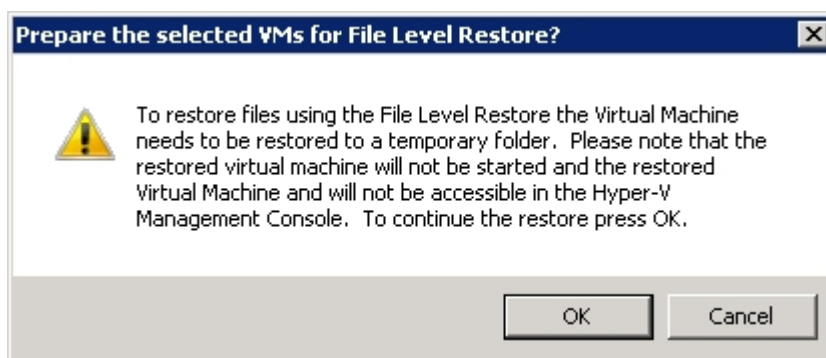 Prepare the selected VMs for File Level Restore?
To restore files using the File Level Restore the Virtual Machine
needs to be restored to a temporary folder.  Please note that the
restored virtual machine will not be started and the restored
Virtual Machine and will not be accessible in the Hyper-V
Management Console.  To continue the restore press OK.
OK
Cancel